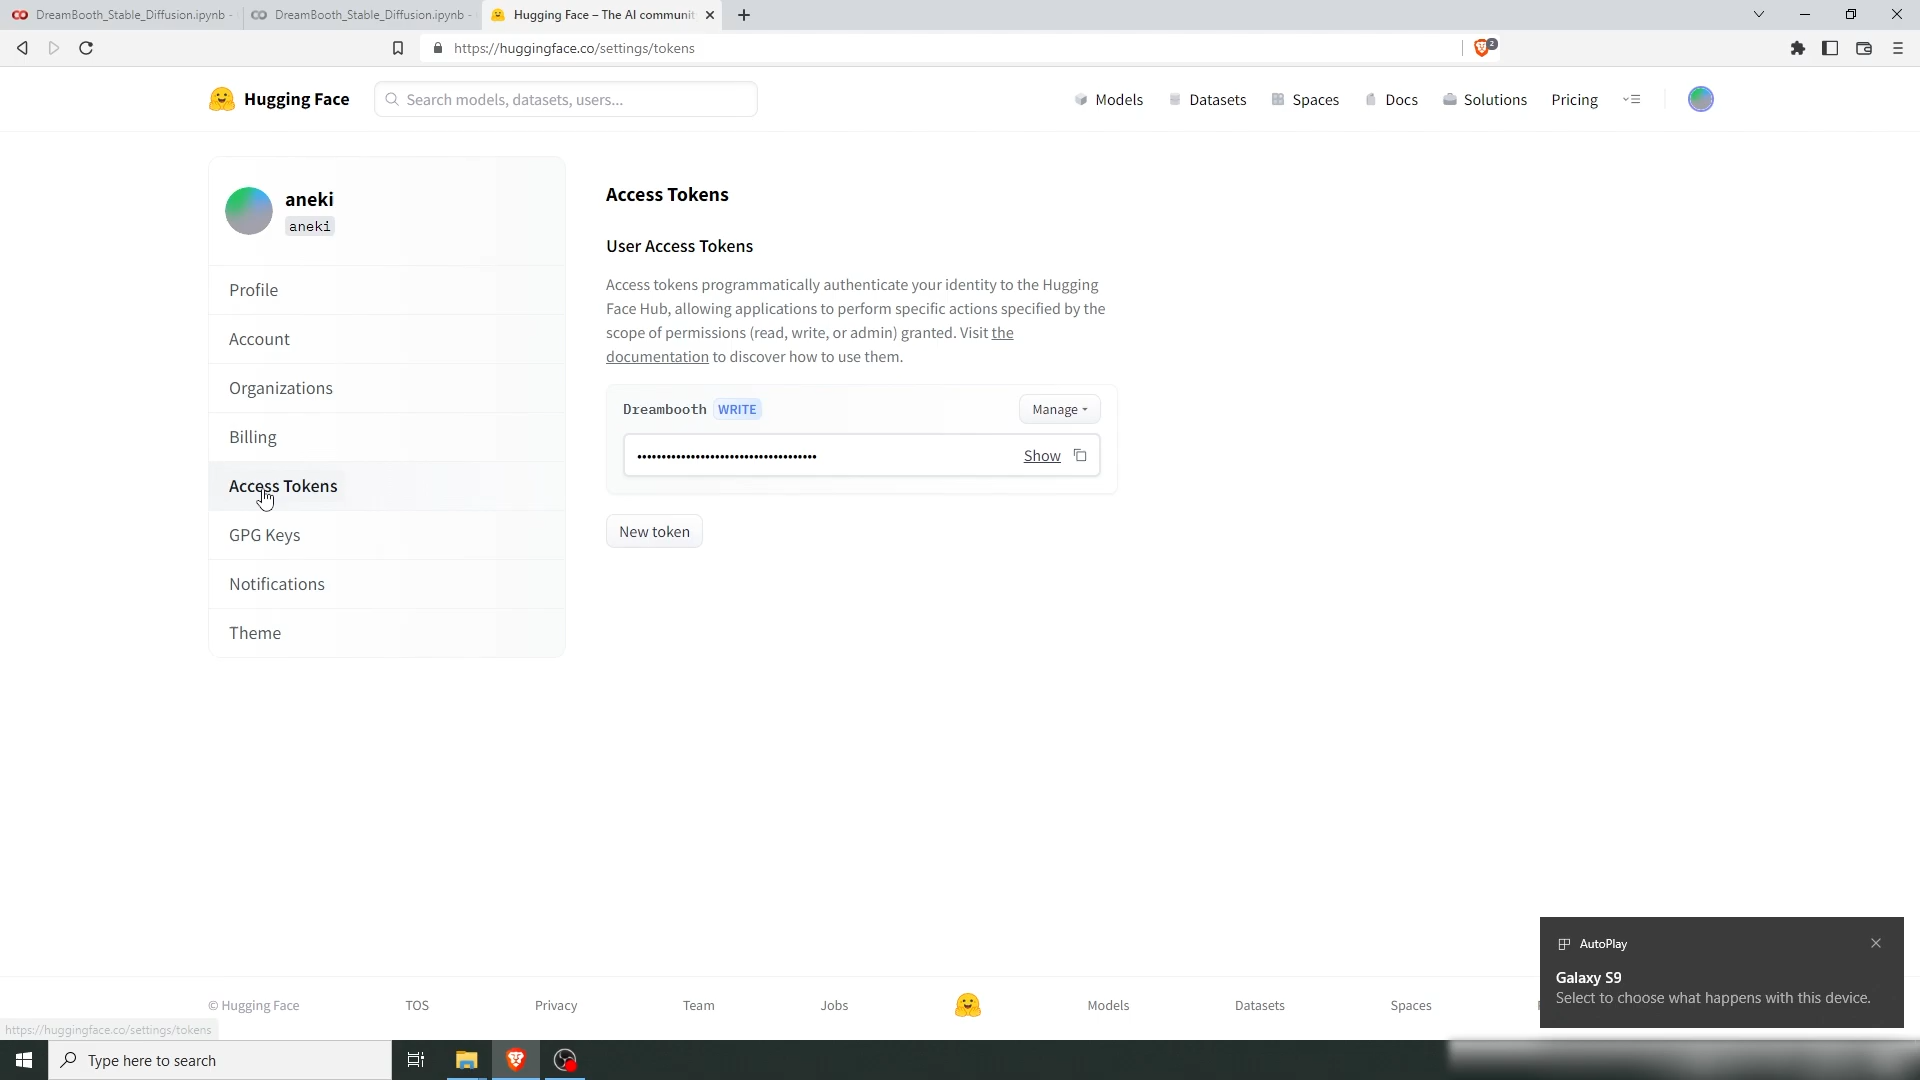 DreamBooth_Stable_Diffusion.ipynb -
DreamBooth_Stable_Diffusion.ipynb -
Hugging Face – The AI communit
https://huggingface.co/settings/tokens
2
Hugging Face
Search models, datasets, users...
Models
Datasets
Spaces
Docs
Solutions
Pricing
aneki
aneki
Profile
Account
Organizations
Billing
Access Tokens
GPG Keys
Notifications
Theme
Access Tokens
User Access Tokens
Access tokens programmatically authenticate your identity to the Hugging
Face Hub, allowing applications to perform specific actions specified by the
scope of permissions (read, write, or admin) granted. Visit the
documentation to discover how to use them.
Dreambooth WRITE
Manage
••••••••••••••••••••••••••••••••••••• Show
New token
AutoPlay
Galaxy S9
Select to choose what happens with this device.
© Hugging Face
TOS
Privacy
Team
Jobs
Models
Datasets
Spaces
https://huggingface.co/settings/tokens
Type here to search